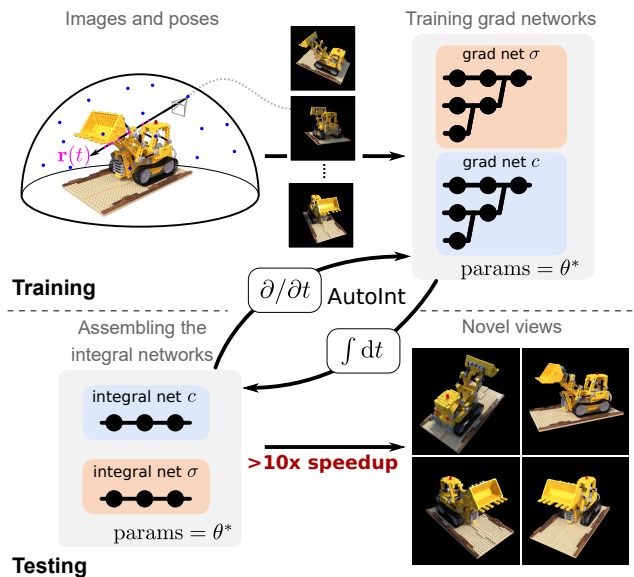 Images and poses
Training grad networks
grad net σ
r(t)
grad net c
params = θ*
Training
∂/∂t
AutoInt
∫ dt
Assembling the
integral networks
Novel views
integral net c
>10x speedup
integral net σ
params = θ*
Testing